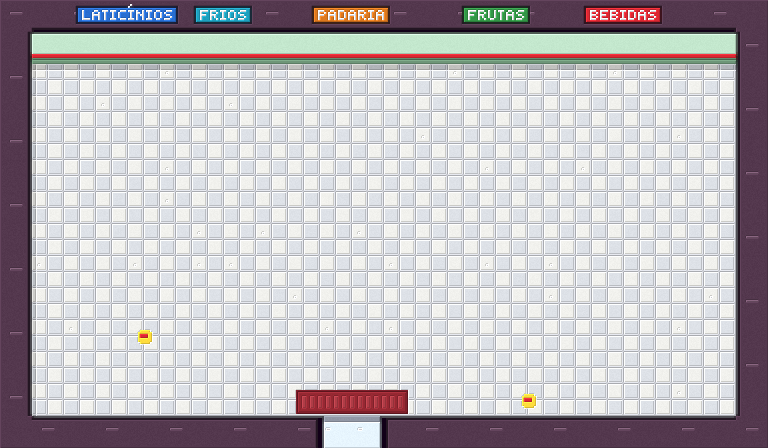 LATICÍNIOS
FRIOS
PADARIA
FRUTAS
BEBIDAS